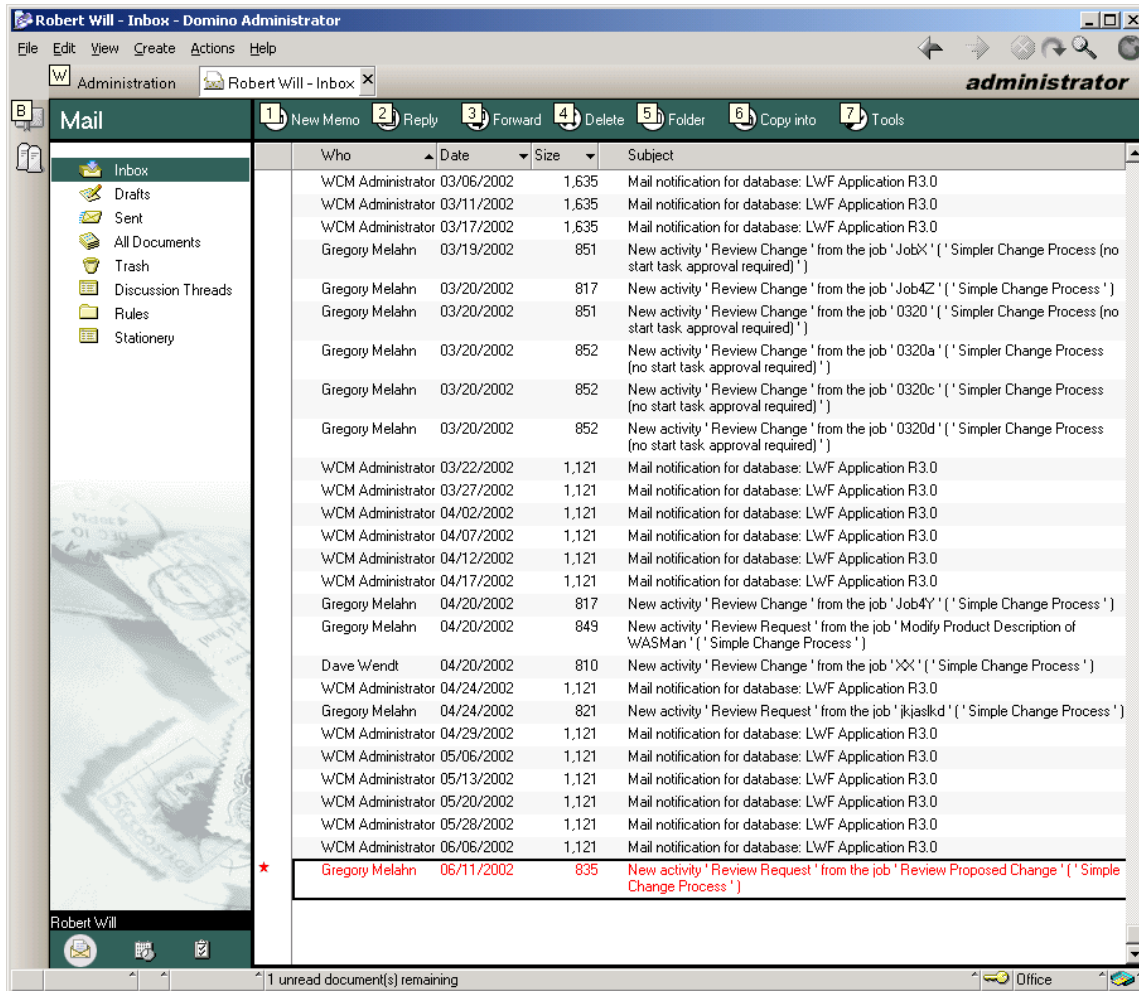 Robert Will - Inbox - Domino Administrator
File Edit View Create Actions Help
W Administration Robert Will - Inbox administrator
B Mail 1 New Memo 2 Reply 3 Forward 4 Delete 5 Folder 6 Copy into 7 Tools
Inbox
Drafts
Sent
All Documents
Trash
Discussion Threads
Rules
Stationery
Who Date Size Subject
WCM Administrator 03/06/2002 1,635 Mail notification for database: LWF Application R3.0
WCM Administrator 03/11/2002 1,635 Mail notification for database: LWF Application R3.0
WCM Administrator 03/17/2002 1,635 Mail notification for database: LWF Application R3.0
Gregory Melahn 03/19/2002 851 New activity ' Review Change ' from the job ' JobX ' ( ' Simpler Change Process (no
start task approval required) ' )
Gregory Melahn 03/20/2002 817 New activity ' Review Change ' from the job ' Job4Z ' ( ' Simple Change Process ' )
Gregory Melahn 03/20/2002 851 New activity ' Review Change ' from the job ' 0320 ' ( ' Simpler Change Process (no
start task approval required) ' )
Gregory Melahn 03/20/2002 852 New activity ' Review Change ' from the job ' 0320a ' ( ' Simpler Change Process
(no start task approval required) ' )
Gregory Melahn 03/20/2002 852 New activity ' Review Change ' from the job ' 0320c ' ( ' Simpler Change Process
(no start task approval required) ' )
Gregory Melahn 03/20/2002 852 New activity ' Review Change ' from the job ' 0320d ' ( ' Simpler Change Process
(no start task approval required) ' )
WCM Administrator 03/22/2002 1,121 Mail notification for database: LWF Application R3.0
WCM Administrator 03/27/2002 1,121 Mail notification for database: LWF Application R3.0
WCM Administrator 04/02/2002 1,121 Mail notification for database: LWF Application R3.0
WCM Administrator 04/07/2002 1,121 Mail notification for database: LWF Application R3.0
WCM Administrator 04/12/2002 1,121 Mail notification for database: LWF Application R3.0
WCM Administrator 04/17/2002 1,121 Mail notification for database: LWF Application R3.0
Gregory Melahn 04/20/2002 817 New activity ' Review Change ' from the job ' Job4Y ' ( ' Simple Change Process ' )
Gregory Melahn 04/20/2002 849 New activity ' Review Request ' from the job ' Modify Product Description of
WASMan ' ( ' Simple Change Process ' )
Dave Wendt 04/20/2002 810 New activity ' Review Change ' from the job ' XX ' ( ' Simple Change Process ' )
WCM Administrator 04/24/2002 1,121 Mail notification for database: LWF Application R3.0
Gregory Melahn 04/24/2002 821 New activity ' Review Request ' from the job ' jkjaslkd ' ( ' Simple Change Process ' )
WCM Administrator 04/29/2002 1,121 Mail notification for database: LWF Application R3.0
WCM Administrator 05/06/2002 1,121 Mail notification for database: LWF Application R3.0
WCM Administrator 05/13/2002 1,121 Mail notification for database: LWF Application R3.0
WCM Administrator 05/20/2002 1,121 Mail notification for database: LWF Application R3.0
WCM Administrator 05/28/2002 1,121 Mail notification for database: LWF Application R3.0
WCM Administrator 06/06/2002 1,121 Mail notification for database: LWF Application R3.0
Gregory Melahn 06/11/2002 835 New activity ' Review Request ' from the job ' Review Proposed Change ' ( ' Simple
Change Process ' )
Robert Will
1 unread document(s) remaining Office